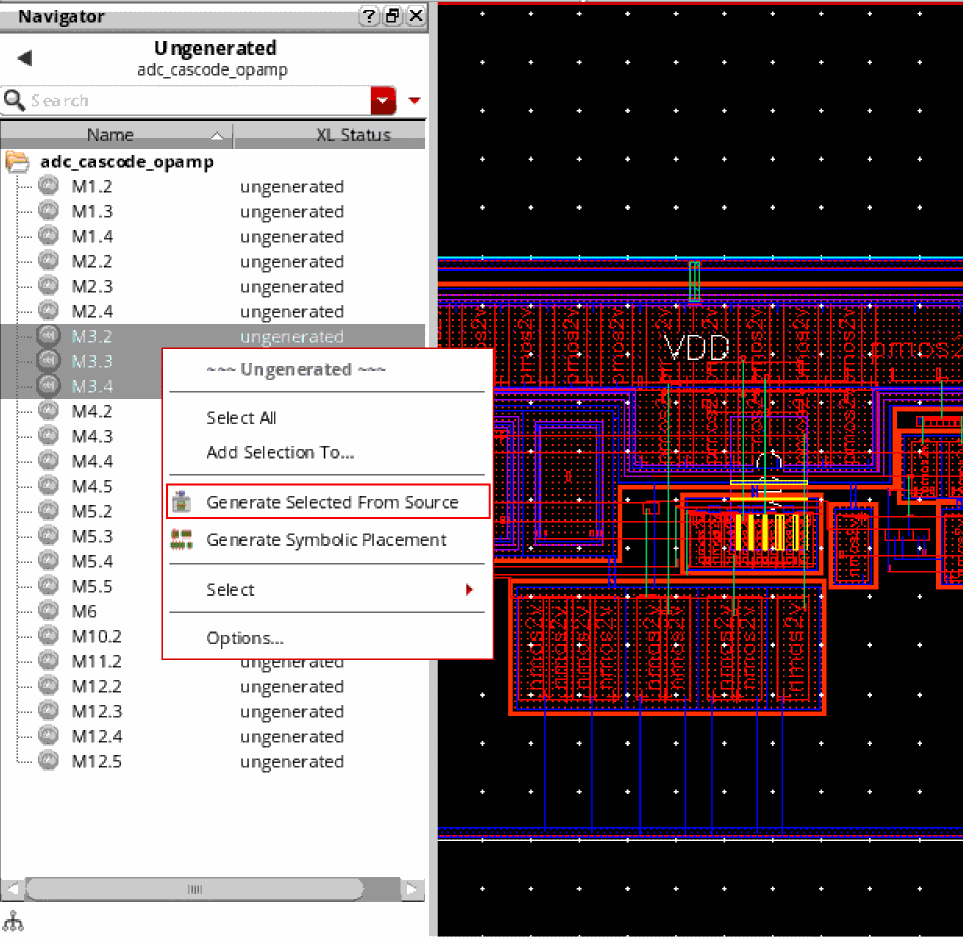 Navigator
Ungenerated
adc_cascode_opamp
Search
Name XL Status
adc_cascode_opamp
M1.2 ungenerated
M1.3 ungenerated
M1.4 ungenerated
M2.2 ungenerated
M2.3 ungenerated
M2.4 ungenerated
M3.2 ungenerated
M3.3
M3.4
M4.2
M4.3
M4.4
M4.5
M5.2
M5.3
M5.4
M5.5
M6
M10.2
M11.2 ungenerated
M12.2 ungenerated
M12.3 ungenerated
M12.4 ungenerated
M12.5 ungenerated
~~~ Ungenerated ~~~
Select All
Add Selection To...
Generate Selected From Source
Generate Symbolic Placement
Select
Options...
VDD
nmos2v
nmos2v
nmos2v
nmos2v
nmos2v
nmos2v
nmos2v